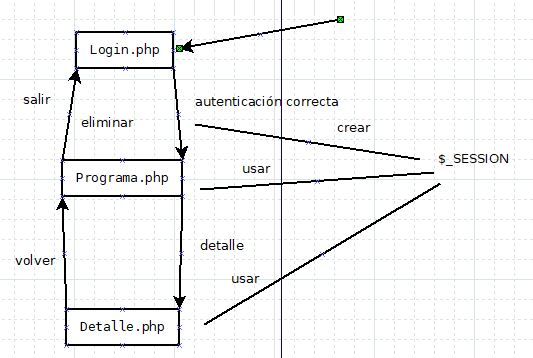 Login.php
salir
autenticación correcta
eliminar
crear
$_SESSION
usar
Programa.php
detalle
volver
usar
Detalle.php